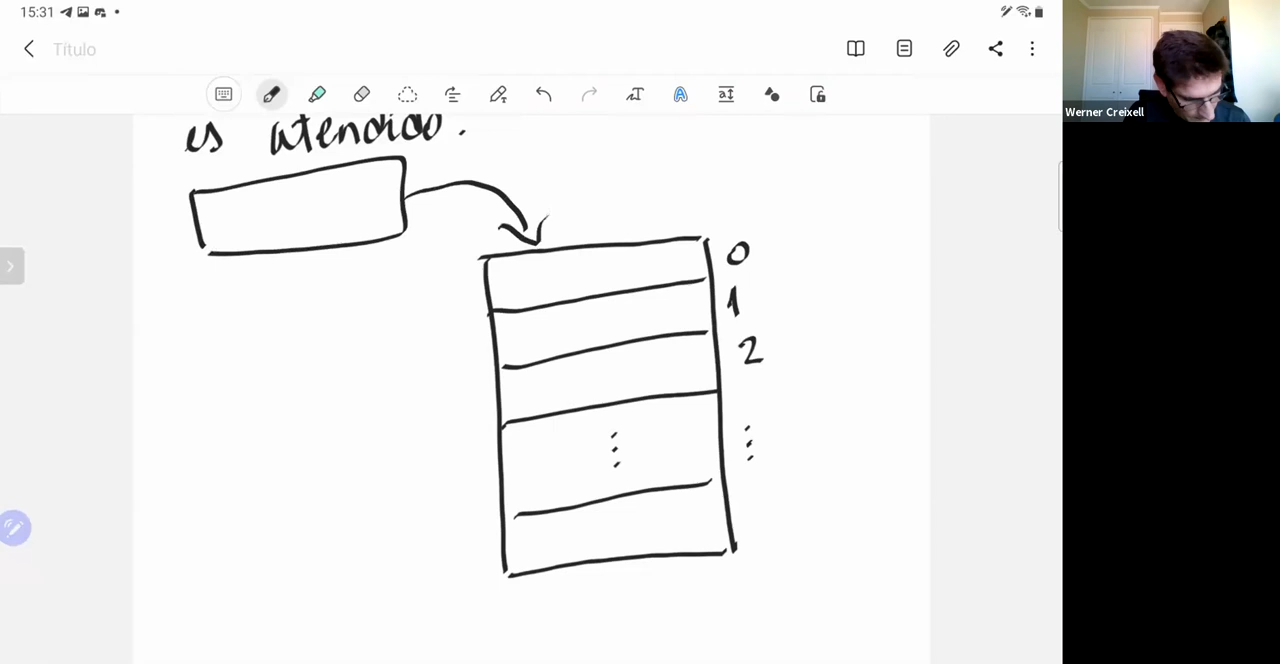 15:31
Título
Werner Creixell
es atendido.
0
1
2